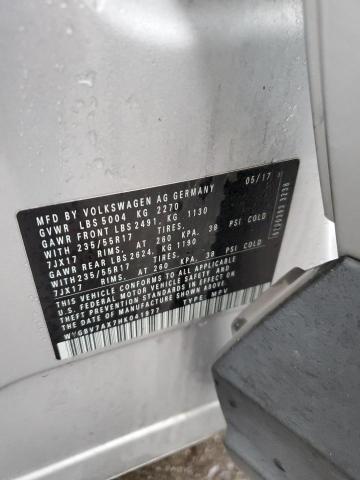 MFD BY VOLKSWAGEN AG GERMANY 05/17
GVWR LBS 5004 KG 2270
GAWR FRONT LBS 2491, KG 1130
WITH 235/55R17 TIRES,
7JX17 RIMS, AT 260 KPA, 38 PSI COLD
GAWR REAR LBS 2624, KG 1190
WITH 235/55R17 TIRES,
7JX17 RIMS, AT 260 KPA, 38 PSI COLD
THIS VEHICLE CONFORMS TO ALL APPLICABLE
FEDERAL MOTOR VEHICLE SAFETY STANDARDS IN EFFECT ON
THE DATE OF MANUFACTURE SHOWN ABOVE.
TYPE: MPV